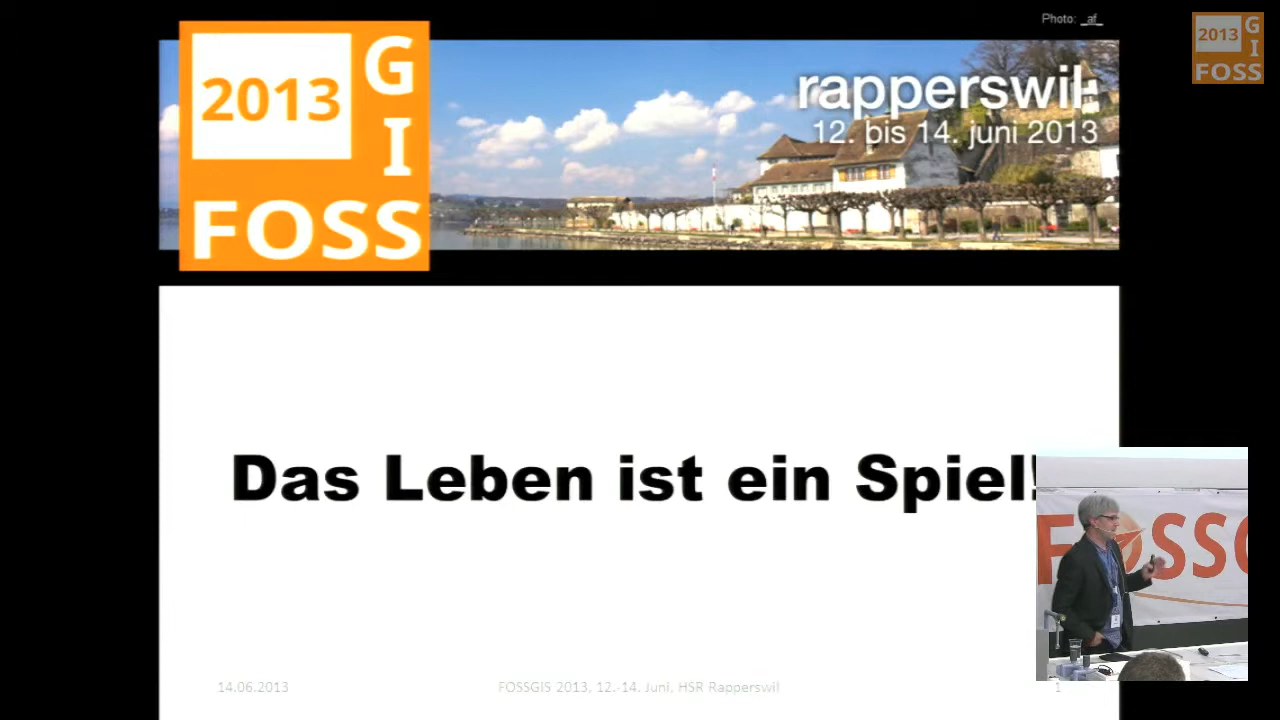 Photo: _af_
2013 G
I
FOSS
rapperswil
12. bis 14. juni 2013
2013 G
I
FOSS
Das Leben ist ein Spiel!
FOSSG
14.06.2013
FOSSGIS 2013, 12.-14. Juni, HSR Rapperswil
1